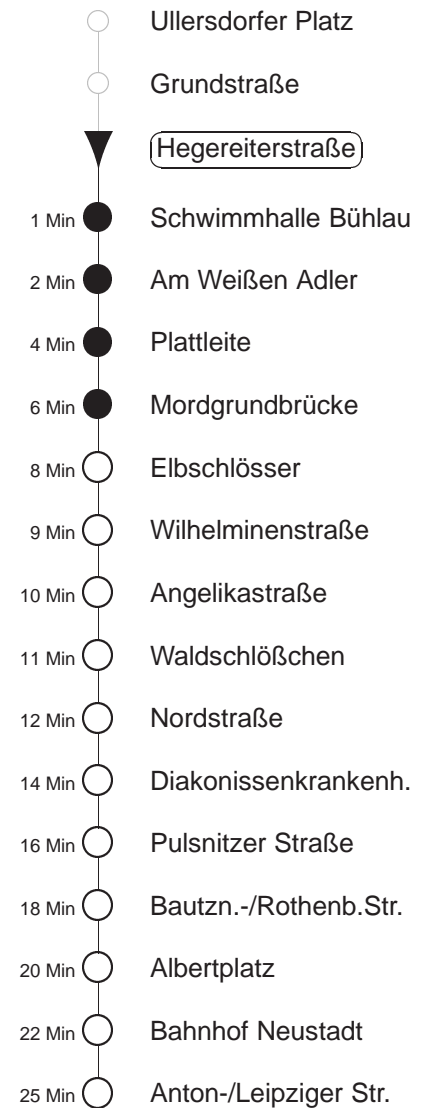 Ullersdorfer Platz
Grundstraße
Hegereiterstraße
1 Min Schwimmhalle Bühlau
2 Min Am Weißen Adler
4 Min Plattleite
6 Min Mordgrundbrücke
8 Min Elbschlösser
9 Min Wilhelminenstraße
10 Min Angelikastraße
11 Min Waldschlößchen
12 Min Nordstraße
14 Min Diakonissenkrankenh.
16 Min Pulsnitzer Straße
18 Min Bautzn.-/Rothenb.Str.
20 Min Albertplatz
22 Min Bahnhof Neustadt
25 Min Anton-/Leipziger Str.